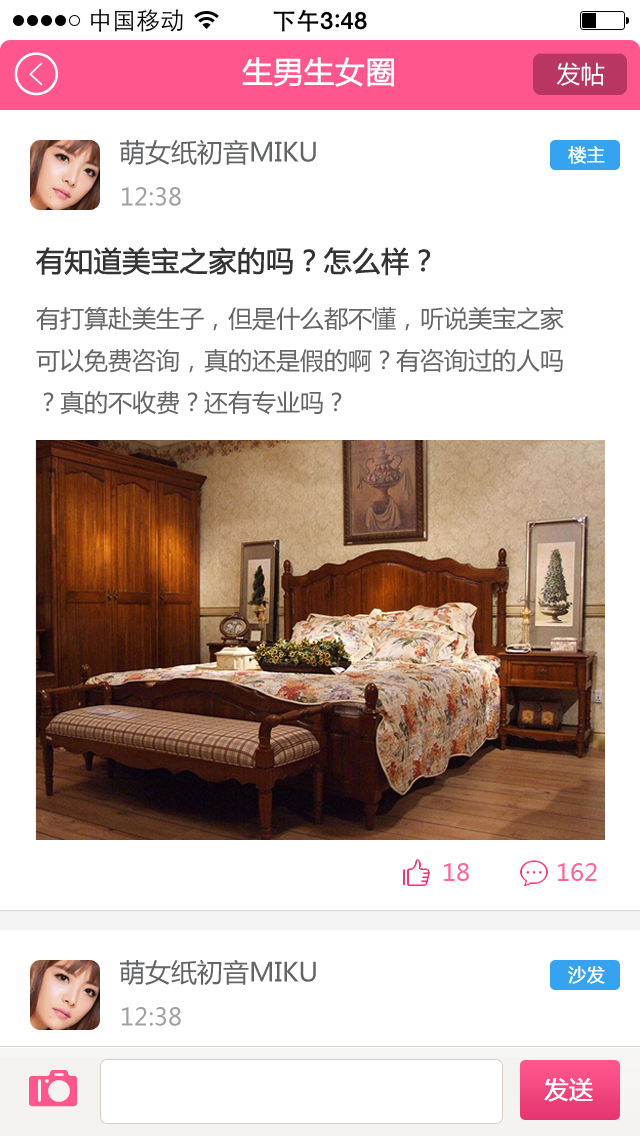 中国移动 下午3:48
生男生女圈 发帖
萌女纸初音MIKU 楼主
12:38
有知道美宝之家的吗？怎么样？
有打算赴美生子，但是什么都不懂，听说美宝之家
可以免费咨询，真的还是假的啊？有咨询过的人吗
？真的不收费？还有专业吗？
18 162
萌女纸初音MIKU 沙发
12:38
发送